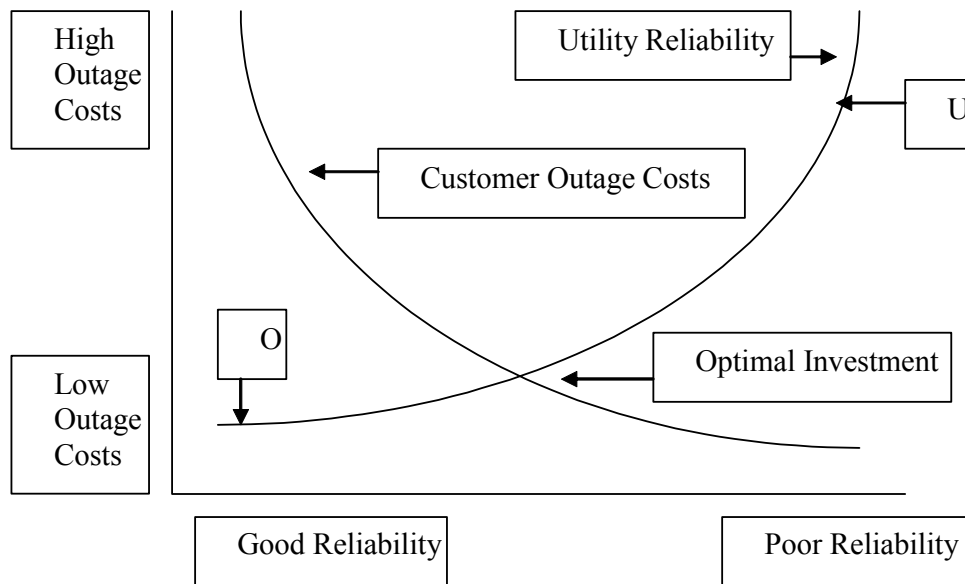 High
Outage
Costs
Utility Reliability
U
Customer Outage Costs
O
Optimal Investment
Low
Outage
Costs
Good Reliability
Poor Reliability